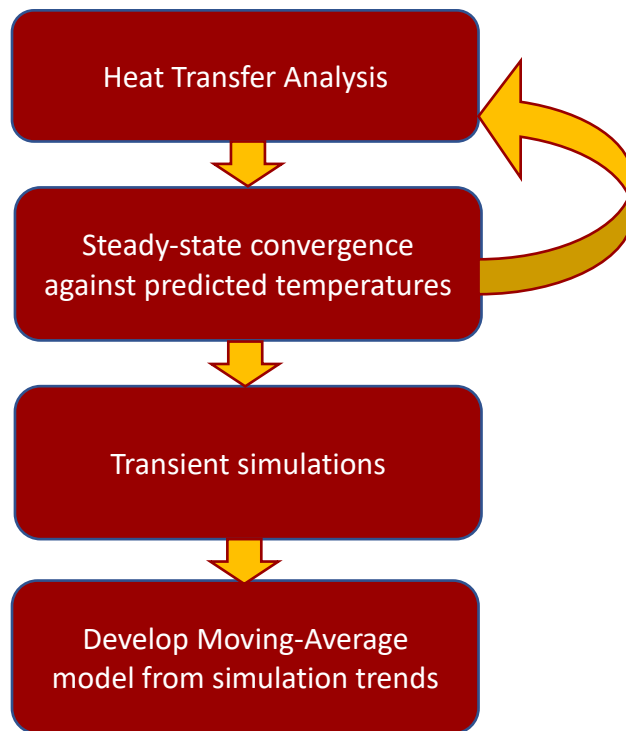 Heat Transfer Analysis
Steady-state convergence
against predicted temperatures
Transient simulations
Develop Moving-Average
model from simulation trends